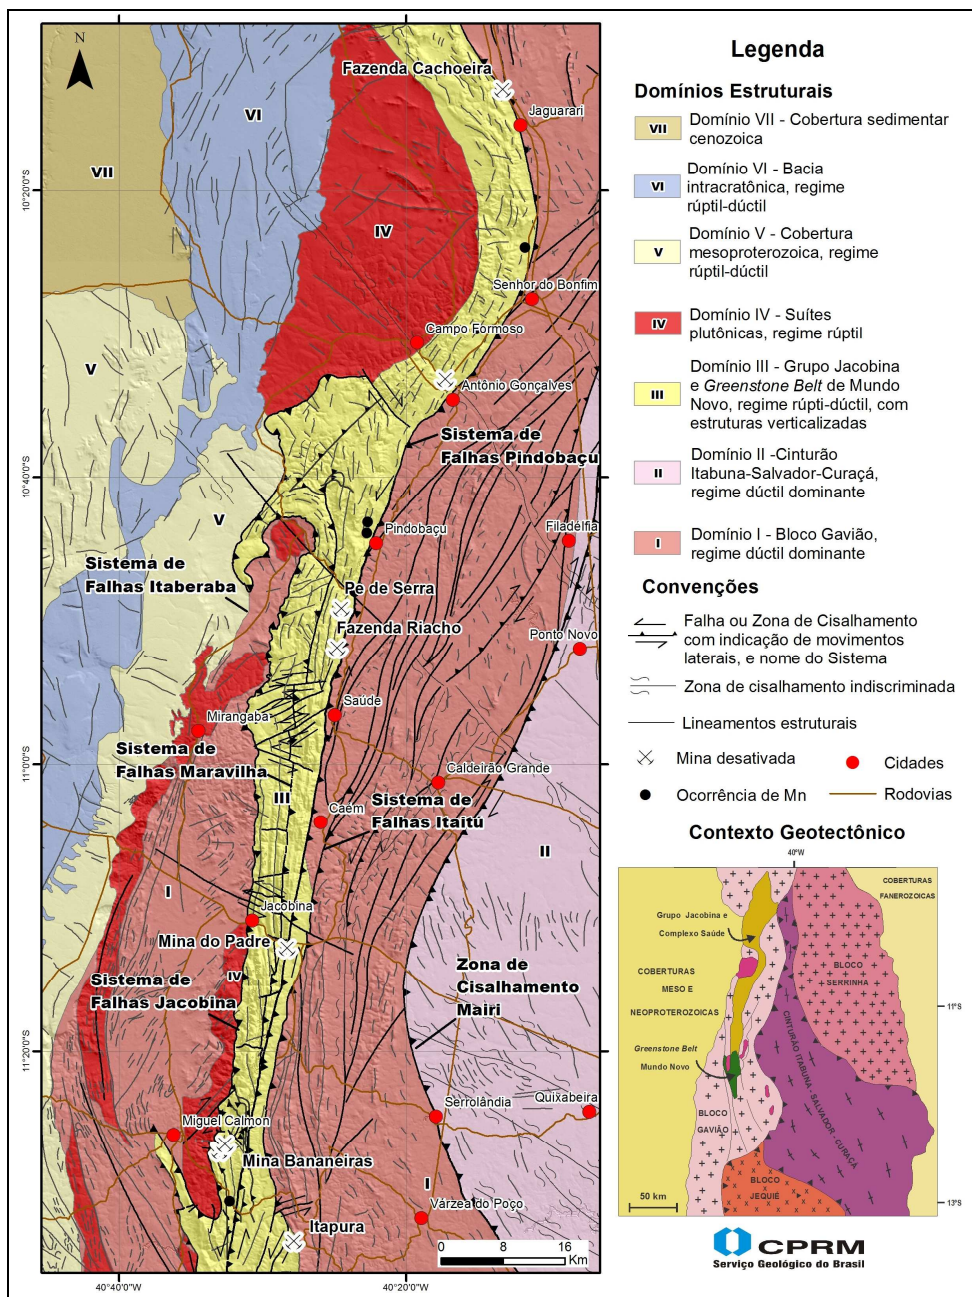 N
Fazenda Cachoeira
Jaguarari
VI
VII
IV
10°20'0"S
Senhor do Bonfim
Campo Formoso
V
Antônio Gonçalves
Sistema de
Falhas Pindobaçu
10°40'0"S
V
Pindobaçu
Filadélfia
Sistema de
Falhas Itaberaba
Pe de Serra
Fazenda Riacho
Ponto Novo
Saúde
Mirangaba
Sistema de
Falhas Maravilha
11°0'0"S
Caldeirão Grande
III
Sistema de
Falhas Itaitú
Caém
II
I
Jacobina
Mina do Padre
Zona de
Cisalhamento
Mairi
IV
Sistema de
Falhas Jacobina
11°20'0"S
Serrolândia
Quixabeira
Miguel Calmon
Mina Bananeiras
I
Várzea do Poço
Itapura
0 8 16
Km
40°40'0"W
40°20'0"W
Legenda
Domínios Estruturais
VII
Domínio VII - Cobertura sedimentar
cenozoica
VI
Domínio VI - Bacia
intracratônica, regime
rúptil-dúctil
V
Domínio V - Cobertura
mesoproterozoica, regime
rúptil-dúctil
IV
Domínio IV - Suítes
plutônicas, regime rúptil
III
Domínio III - Grupo Jacobina
e Greenstone Belt de Mundo
Novo, regime rúpti-dúctil, com
estruturas verticalizadas
II
Domínio II -Cinturão
Itabuna-Salvador-Curaçá,
regime dúctil dominante
I
Domínio I - Bloco Gavião,
regime dúctil dominante
Convenções
Falha ou Zona de Cisalhamento
com indicação de movimentos
laterais, e nome do Sistema
Zona de cisalhamento indiscriminada
Lineamentos estruturais
Mina desativada
Cidades
Ocorrência de Mn
Rodovias
Contexto Geotectônico
40°W
COBERTURAS
FANEROZOICAS
Grupo Jacobina e
Complexo Saúde
BLOCO
SERRINHA
COBERTURAS
MESO E
NEOPROTEROZOICAS
11°S
CINTURÃO ITABUNA - SALVADOR - CURAÇÁ
Greenstone Belt
Mundo Novo
BLOCO
GAVIÃO
BLOCO
JEQUIÉ
50 km
13°S
CPRM
Serviço Geológico do Brasil